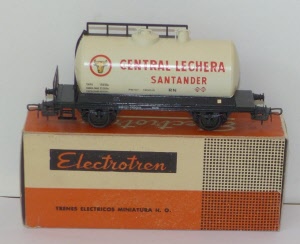 CENTRAL LECHERA
SANTANDER
Electrotren
TRENES ELECTRICOS MINIATURA H. O.